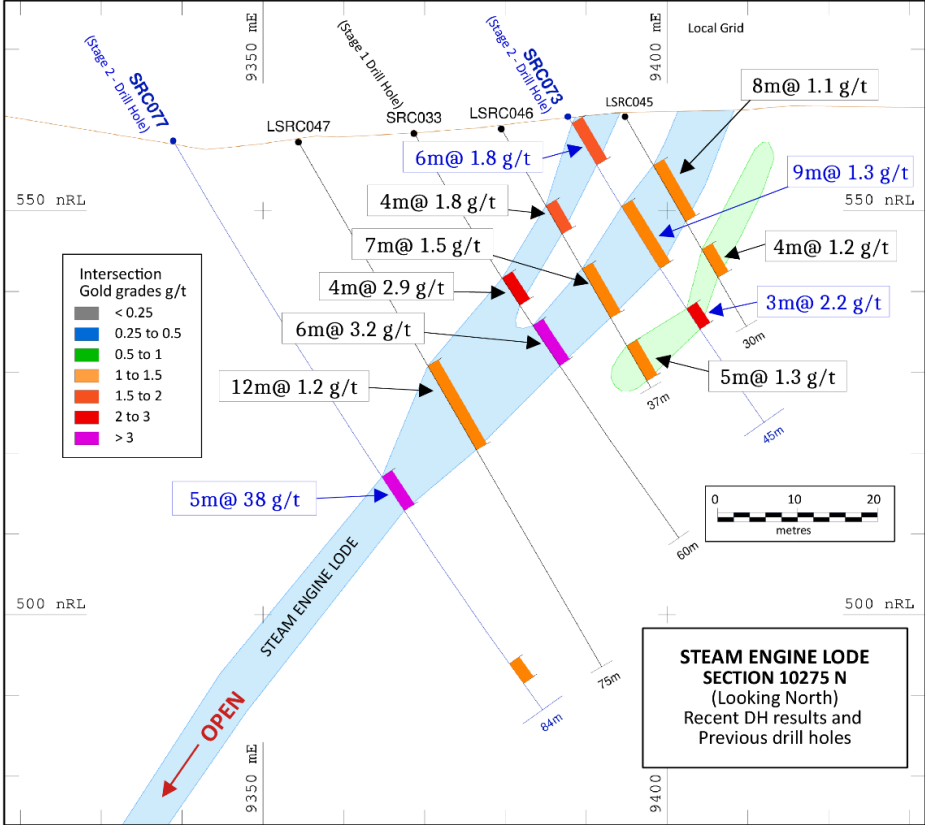 9350 mE
9400 mE
Local Grid
SRC077
(Stage 2 - Drill Hole)
LSRC047
(Stage 1 Drill Hole)
SRC033
LSRC046
SRC073
(Stage 2 - Drill Hole)
LSRC045
8m@ 1.1 g/t
6m@ 1.8 g/t
9m@ 1.3 g/t
550 nRL
550 nRL
4m@ 1.8 g/t
7m@ 1.5 g/t
4m@ 1.2 g/t
4m@ 2.9 g/t
3m@ 2.2 g/t
6m@ 3.2 g/t
30m
12m@ 1.2 g/t
5m@ 1.3 g/t
37m
45m
Intersection
Gold grades g/t
< 0.25
0.25 to 0.5
0.5 to 1
1 to 1.5
1.5 to 2
2 to 3
> 3
5m@ 38 g/t
0 10 20
metres
60m
STEAM ENGINE LODE
500 nRL
500 nRL
75m
84m
OPEN
9350 mE
9400 mE
STEAM ENGINE LODE
SECTION 10275 N
(Looking North)
Recent DH results and
Previous drill holes